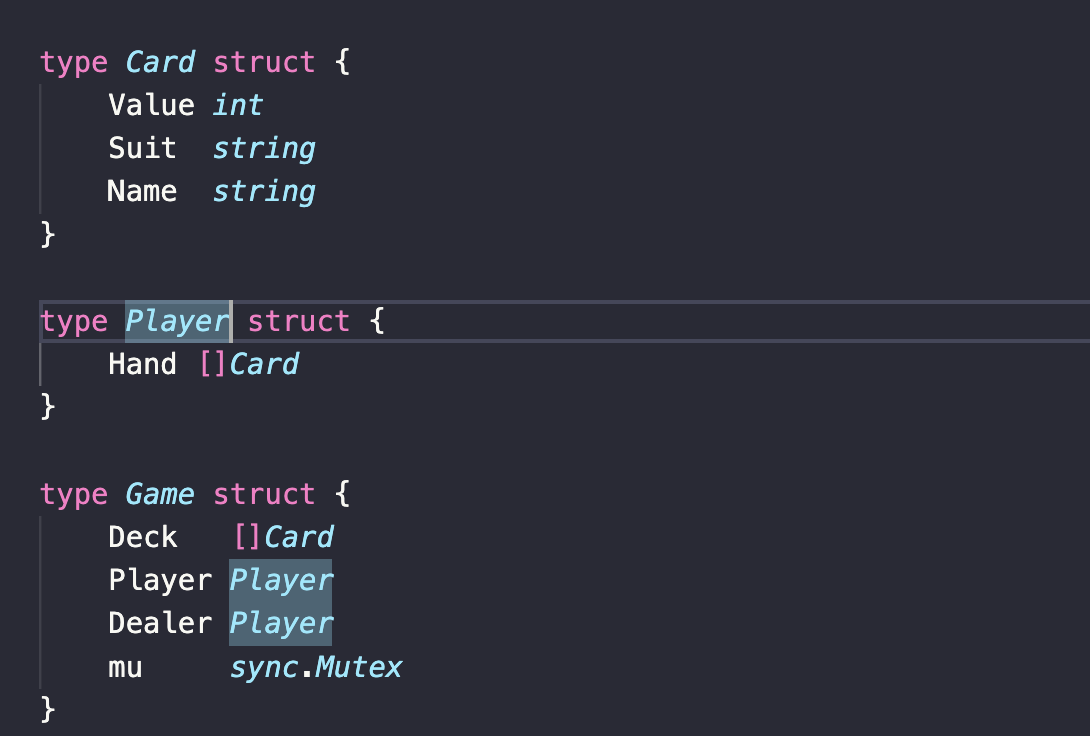 type Card struct {
    Value int
    Suit  string
    Name  string
}
type Player struct {
    Hand []Card
}
type Game struct {
    Deck   []Card
    Player Player
    Dealer Player
    mu     sync.Mutex
}